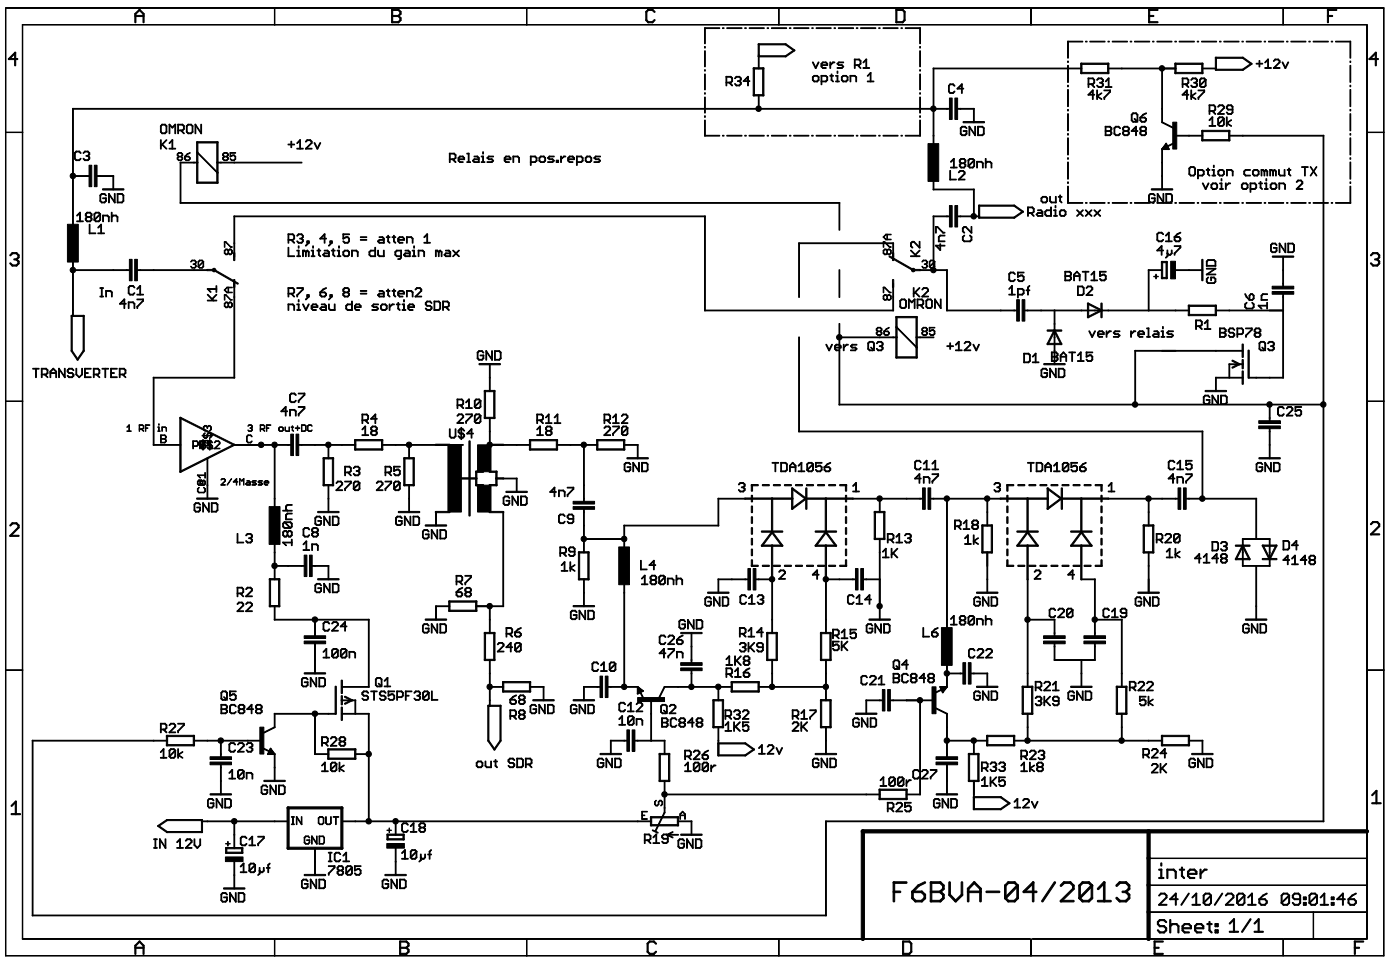 A B C D E F
4
vers R1
option 1
R34
C4
GND
R31
4k7
R30
4k7
+12v
R29
10k
Q6
BC848
4
OMRON
K1
86
85
+12v
Relais en pos.repos
C3
GND
180nh
L1
180nh
L2
Option commut TX
voir option 2
GND
out
Radio xxx
4n7
C2
3
87
30
K1
87A
In
C1
4n7
R3, 4, 5 = atten 1
Limitation du gain max
R7, 6, 8 = atten2
niveau de sortie SDR
87A
K2
30
87
K2
OMRON
86
85
+12v
vers Q3
C5
1pf
BAT15
D2
D1
BAT15
GND
C16
4µ7
+
GND
GND
C6
1n
vers relais
R1
BSP78
Q3
GND
C25
GND
3
TRANSVERTER
GND
R10
270
U$4
C7
4n7
1 RF in
B
3 RF out+DC
C
2/4Masse
GND
R4
18
R3
270
GND
R5
270
GND
GND
GND
R11
18
R12
270
GND
4n7
C9
R9
1k
GND
L4
180nh
TDA1056
3
1
2
4
C11
4n7
TDA1056
3
1
2
4
C15
4n7
R13
1K
R18
1k
GND
R20
1k
GND
D3
4148
D4
4148
GND
2
L3
180nh
C8
1n
GND
R2
22
R7
68
GND
R6
240
C13
GND
C14
GND
R14
3K9
R15
5K
1K8
R16
C26
47n
GND
L6
180nh
C20
C19
GND
2
C24
100n
GND
Q1
STS5PF30L
Q5
BC848
68
R8
GND
out SDR
C10
GND
C12
10n
GND
Q2
BC848
R32
1K5
12v
R17
2K
GND
C21
GND
Q4
BC848
C22
GND
R21
3K9
R22
5k
R27
10k
C23
10n
GND
GND
R28
10k
R26
100r
100r
R25
C27
GND
R33
1K5
12v
R23
1k8
R24
2K
GND
1
IN 12V
+
C17
10µf
GND
IN OUT
GND
IC1
7805
GND
+
C18
10µf
GND
S
E
A
R19
GND
1
F6BVA-04/2013
inter
24/10/2016 09:01:46
Sheet: 1/1
A B C D E F